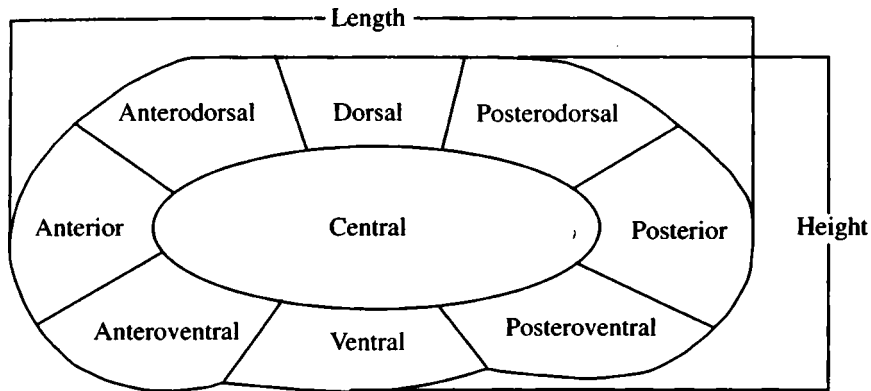 Length
Anterodorsal Dorsal Posterodorsal
Anterior Central Posterior Height
Anteroventral Ventral Posteroventral